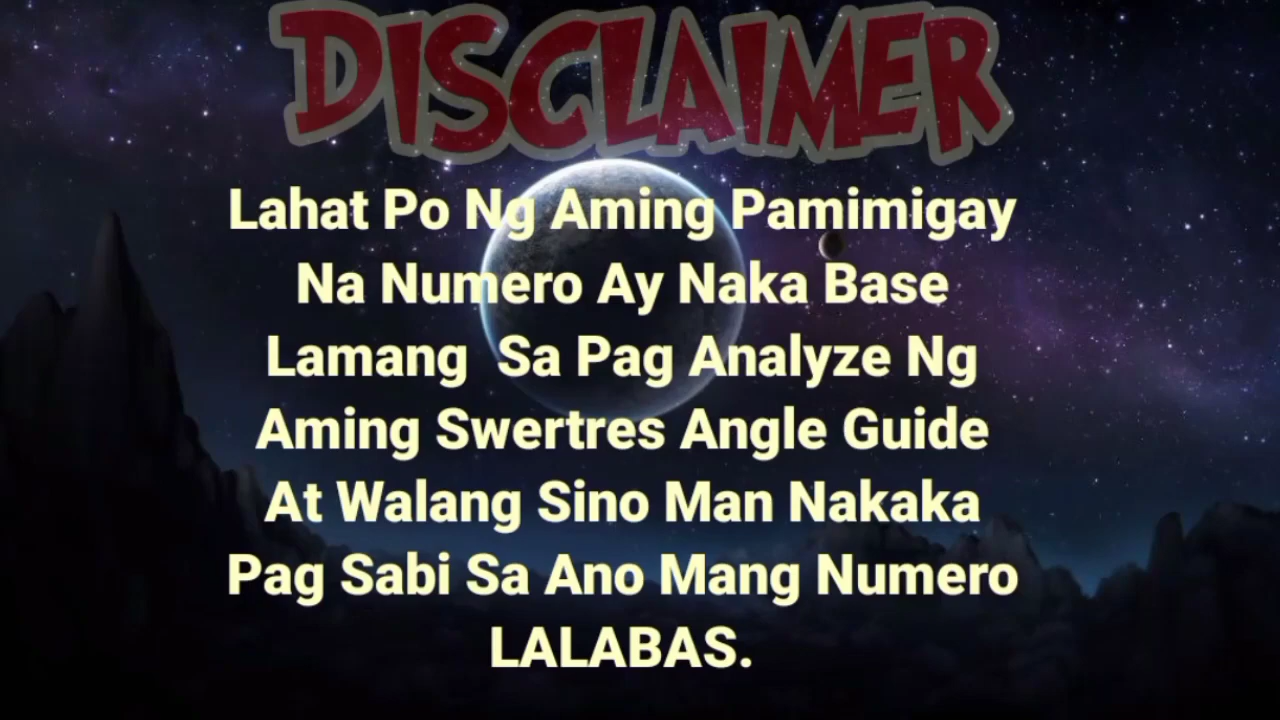 DISCLAIMER
Lahat Po Ng Aming Pamimigay
Na Numero Ay Naka Base
Lamang  Sa Pag Analyze Ng
Aming Swertres Angle Guide
At Walang Sino Man Nakaka
Pag Sabi Sa Ano Mang Numero
LALABAS.